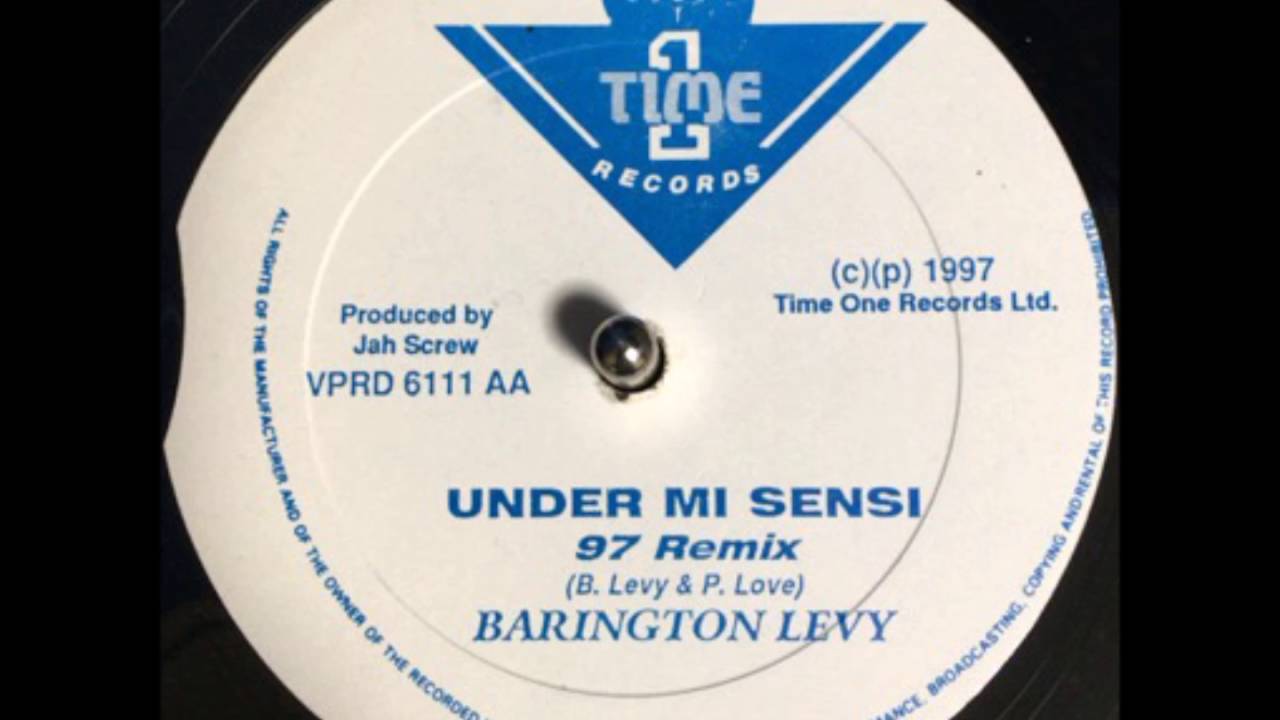 TIME 1
RECORDS
(c)(p) 1997
Time One Records Ltd.
Produced by
Jah Screw
VPRD 6111 AA
UNDER MI SENSI
97 Remix
(B. Levy & P. Love)
BARINGTON LEVY
ALL RIGHTS OF THE MANUFACTURER AND OF THE OWNER OF THE RECORDED
BROADCASTING, COPYING AND RENTAL OF THIS RECORD PROHIBITED